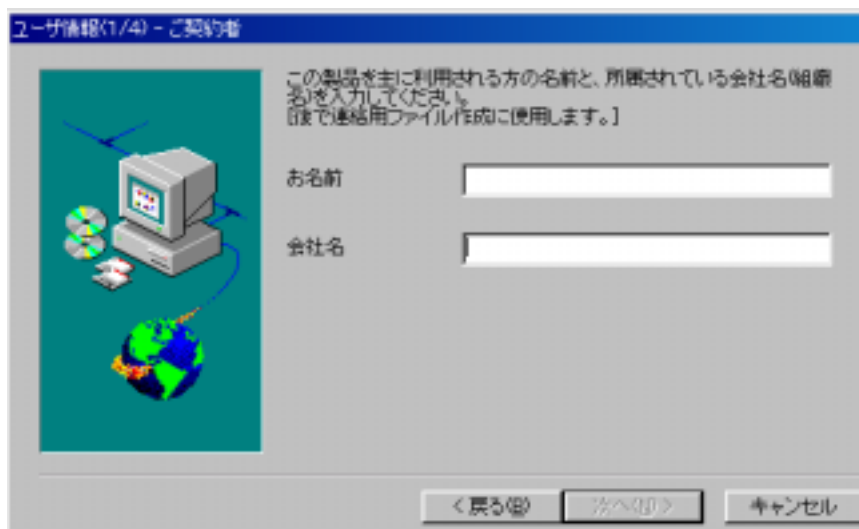 ユーザ情報(1/4) - ご契約者
この製品を主に利用される方の名前と、所属されている会社名(組織
名)を入力してください。
[後で連絡用ファイル作成に使用します。]
お名前
会社名
< 戻る(B)
次へ(N) >
キャンセル